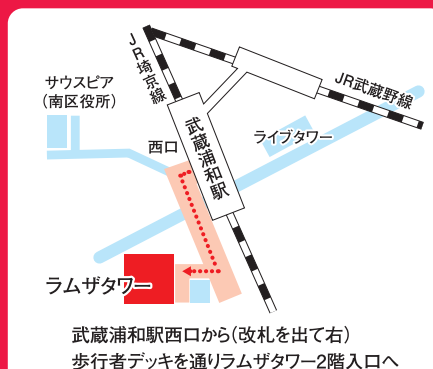 JR埼京線
サウスピア
(南区役所)
JR武蔵野線
西口
武蔵浦和駅
ライブタワー
ラムザタワー
武蔵浦和駅西口から(改札を出て右)
歩行者デッキを通りラムザタワー2階入口へ